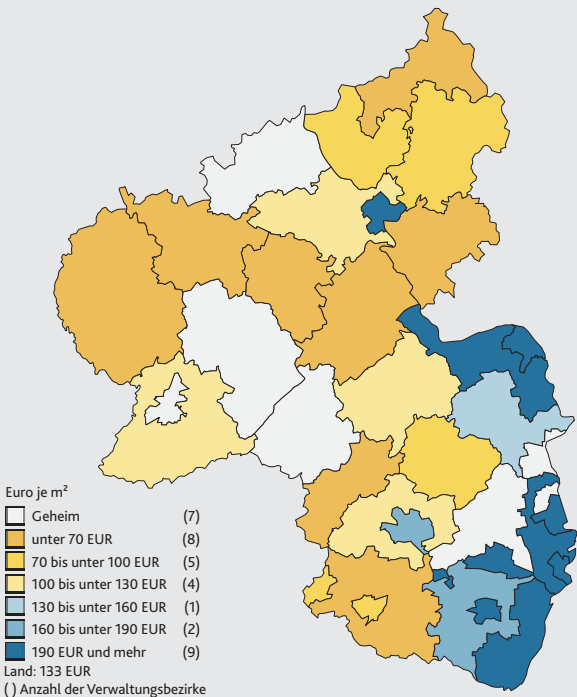 Euro je m²
Geheim (7)
unter 70 EUR (8)
70 bis unter 100 EUR (5)
100 bis unter 130 EUR (4)
130 bis unter 160 EUR (1)
160 bis unter 190 EUR (2)
190 EUR und mehr (9)
Land: 133 EUR
( ) Anzahl der Verwaltungsbezirke